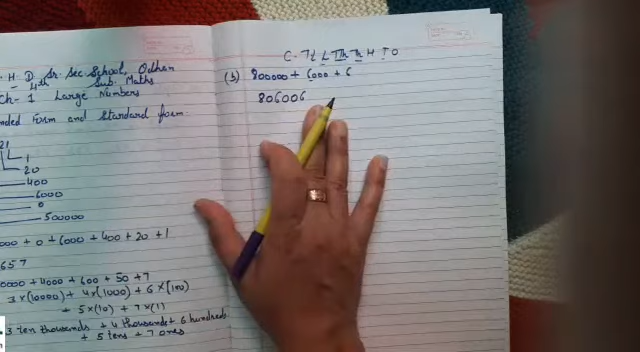 H. D Sr. Sec School, Odhan
4th Sub. Maths
Ch-1 Large Numbers
nded Form and Standard form
21
1
20
400
6000
0
500000
000 + 0 + 6000 + 400 + 20 + 1
657
0000 + 4000 + 600 + 50 + 7
3 x (10000) + 4 x (1000) + 6 x (100)
+ 5 x (10) + 7 x (1)
3 ten thousands + 4 thousands + 6 hundreds
+ 5 tens + 7 ones
C TL L TTh Th H T O
(b) 800000 + 6000 + 6
806006